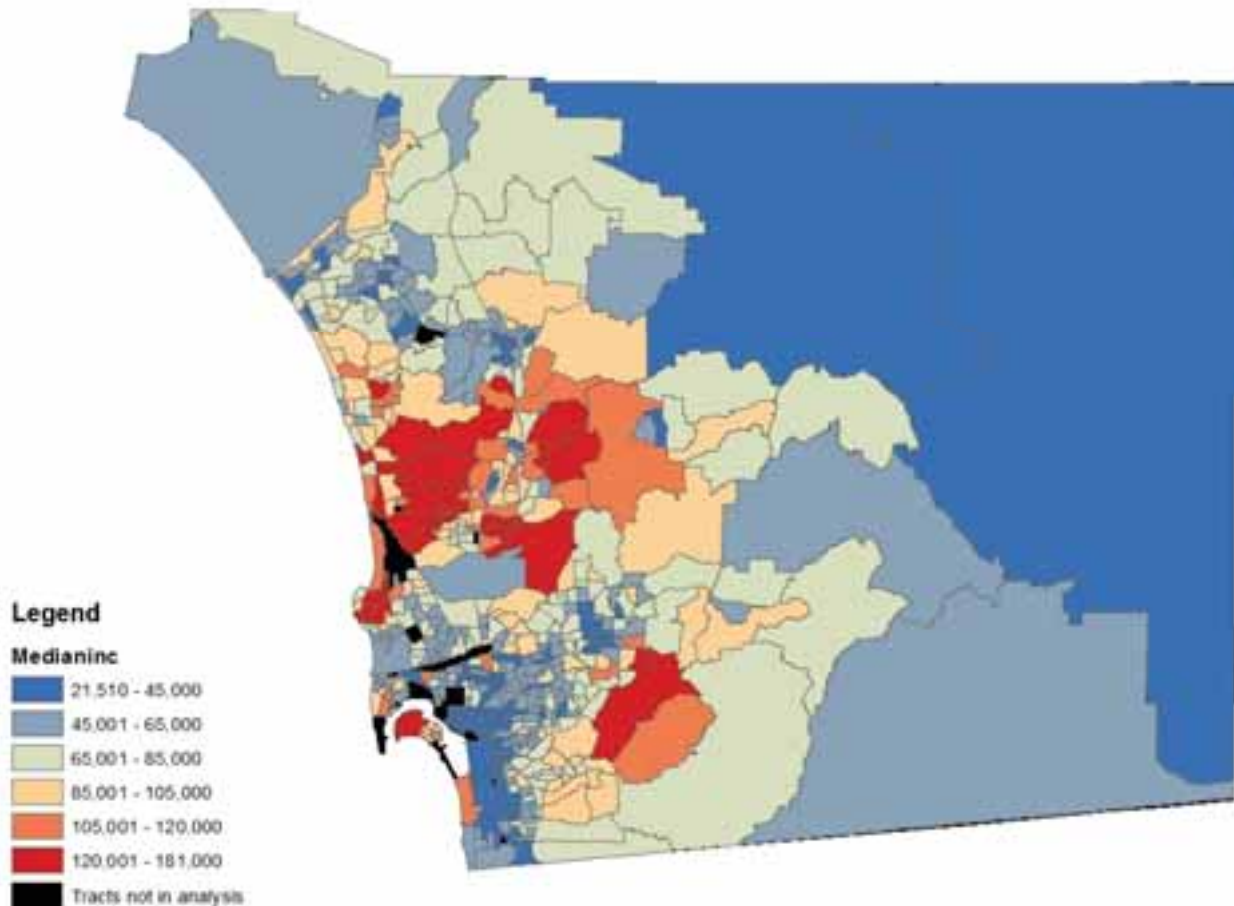 Legend
Medianinc
21.510 - 45,000
45,001 - 65,000
65,001 - 85,000
85,001 - 105,000
105,001 - 120,000
120,001 - 181,000
Tracts not in analysis